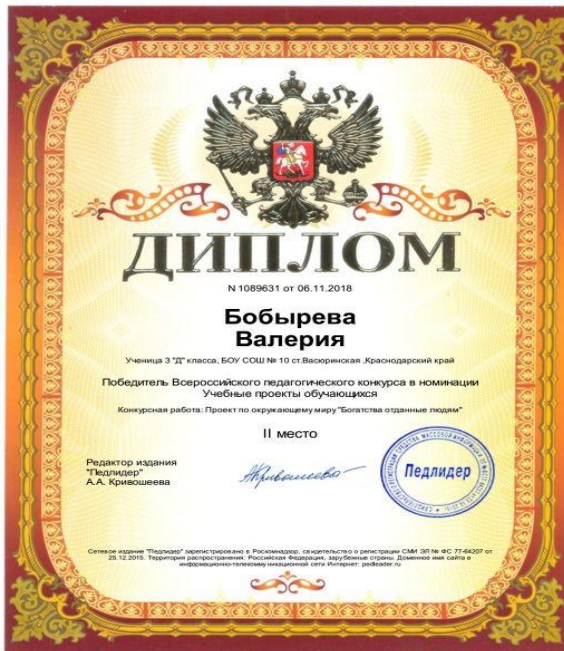 ДИПЛОМ
N 1089631 от 06.11.2018
Бобырева
Валерия
Ученица 3 "Д" класса, БОУ СОШ № 10 ст.Васюринская ,Краснодарский край
Победитель Всероссийского педагогического конкурса в номинации
Учебные проекты обучающихся
Конкурсная работа: Проект по окружающему миру "Богатства отданные людям"
II место
Редактор издания
"Педлидер"
А.А. Кривошеева
Педлидер
Сетевое издание "Педлидер" зарегистрировано в Роскомнадзор, свидетельство о регистрации СМИ ЭЛ № ФС 77-64207 от
25.12.2015. Территория распространения: Российская Федерация, зарубежные страны. Доменное имя сайта в
информационно-телекоммуникационной сети Интернет: pedleader.ru